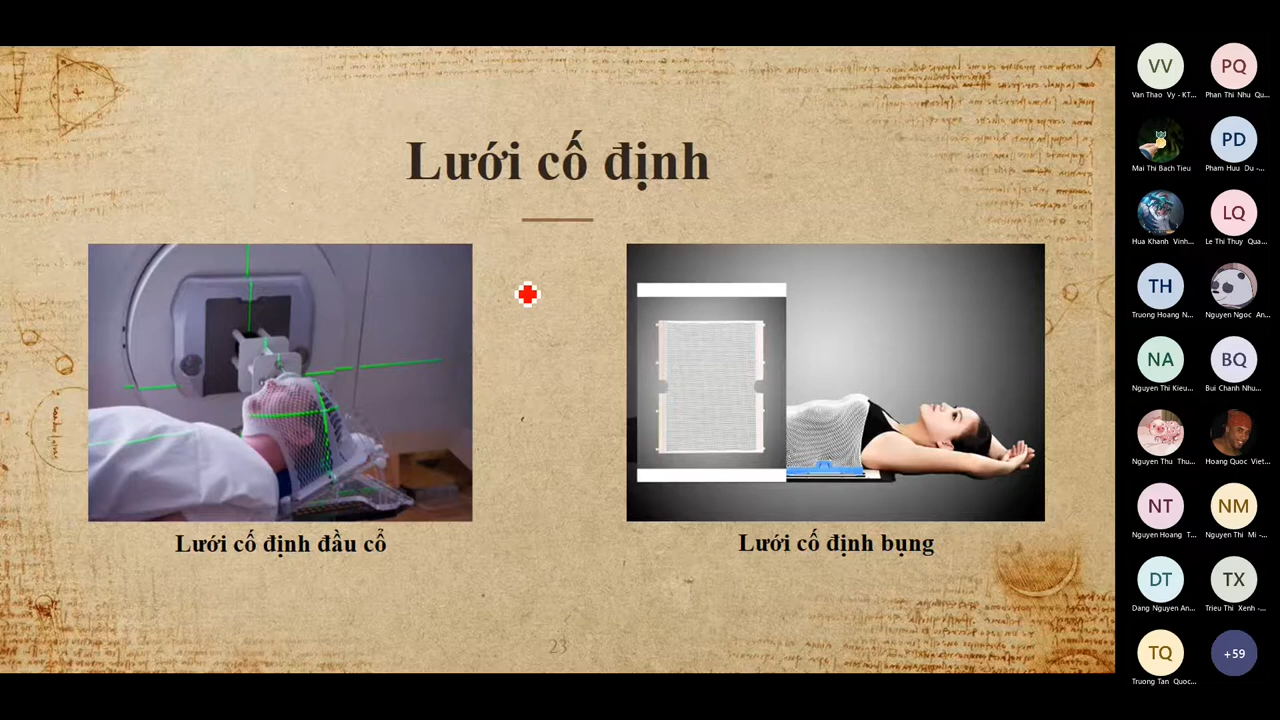 Lưới cố định
Lưới cố định đầu cổ
Lưới cố định bụng
23
VV
Van Thao Vy - KT...
PQ
Phan Thi Nhu Qu...
Mai Thi Bach Tieu
PD
Pham Huu Du -...
Hua Khanh Vinh...
LQ
Le Thi Thuy Qua...
TH
Truong Hoang N...
Nguyen Ngoc An...
NA
Nguyen Thi Kieu...
BQ
Bui Chanh Nhu...
Nguyen Thu Thu...
Hoang Quoc Viet...
NT
Nguyen Hoang T...
NM
Nguyen Thi Mi -...
DT
Dang Nguyen An...
TX
Trieu Thi Xenh -...
TQ
Truong Tan Quoc...
+59